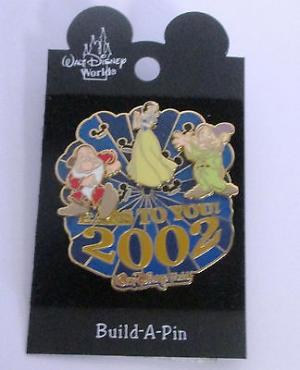 Walt Disney
World®
EARS TO YOU!
2002
Walt Disney World
Build-A-Pin